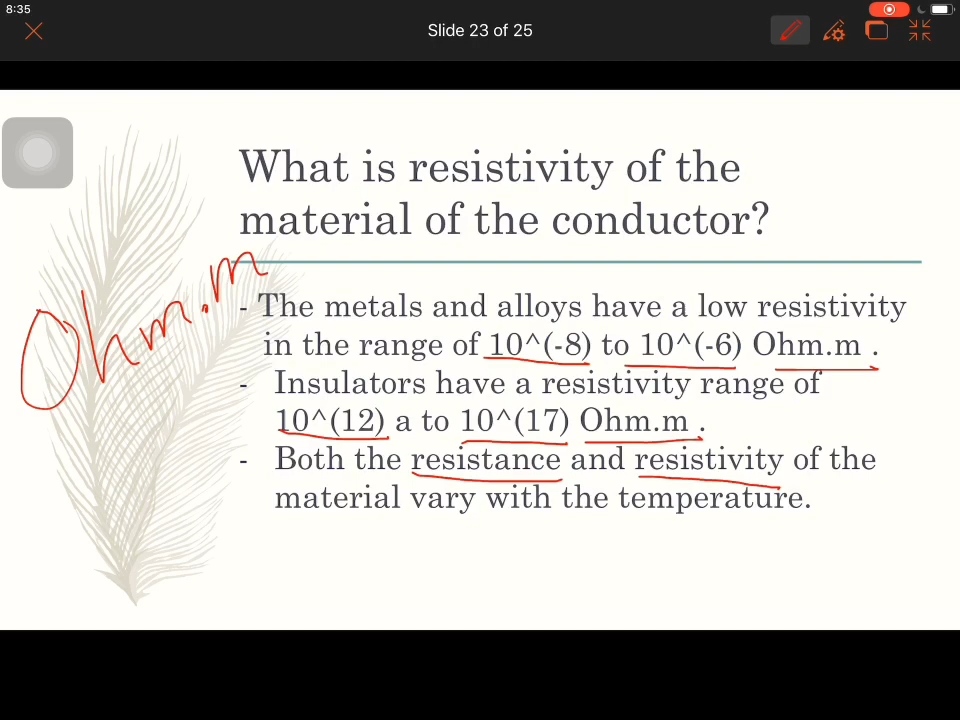 8:35
Slide 23 of 25
What is resistivity of the
material of the conductor?
Ohm.m
- The metals and alloys have a low resistivity
in the range of 10^(-8) to 10^(-6) Ohm.m .
- Insulators have a resistivity range of
10^(12) a to 10^(17) Ohm.m .
- Both the resistance and resistivity of the
material vary with the temperature.